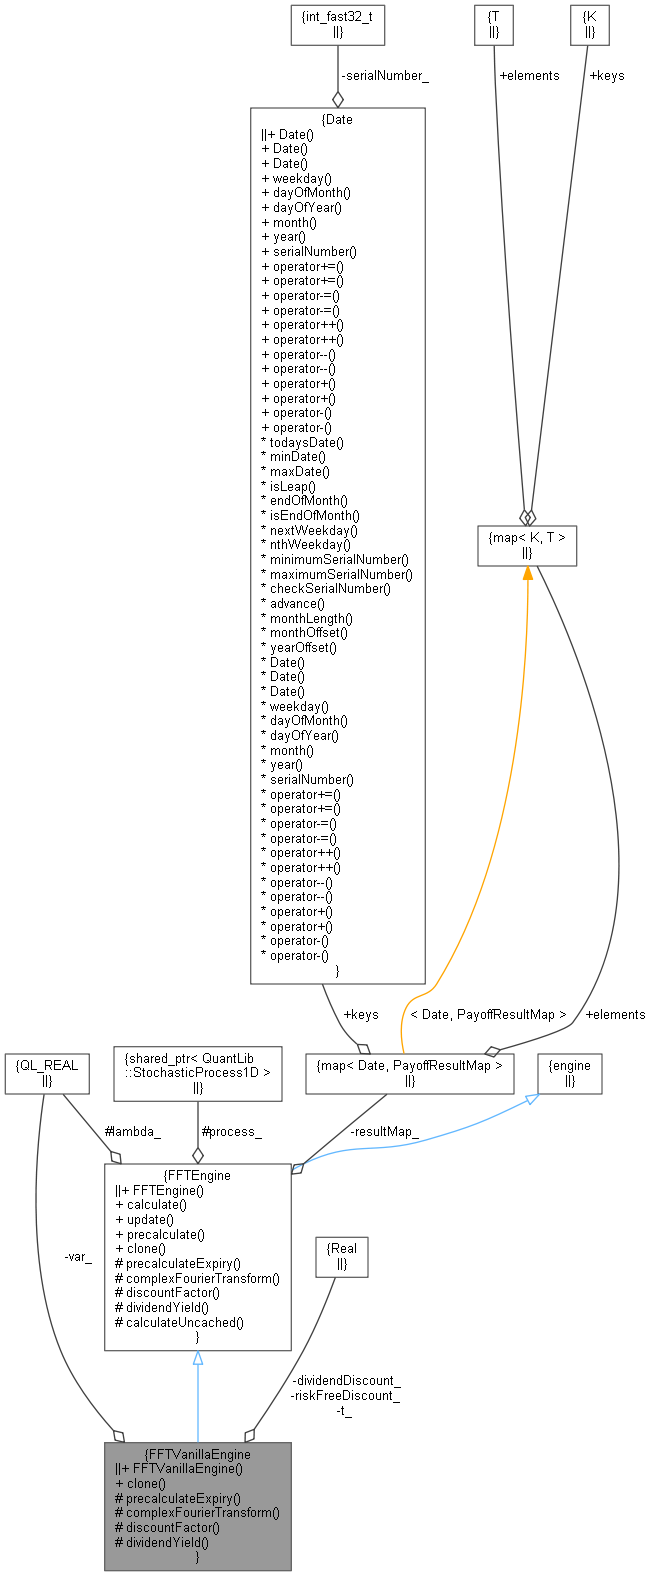 {int_fast32_t
||}
{T
||}
{K
||}
-serialNumber_
+elements
+keys
{Date
||+ Date()
+ Date()
+ Date()
+ weekday()
+ dayOfMonth()
+ dayOfYear()
+ month()
+ year()
+ serialNumber()
+ operator+=()
+ operator+=()
+ operator-=()
+ operator-=()
+ operator++()
+ operator++()
+ operator--()
+ operator--()
+ operator+()
+ operator+()
+ operator-()
+ operator-()
* todaysDate()
* minDate()
* maxDate()
* isLeap()
* endOfMonth()
* isEndOfMonth()
* nextWeekday()
* nthWeekday()
* minimumSerialNumber()
* maximumSerialNumber()
* checkSerialNumber()
* advance()
* monthLength()
* monthOffset()
* yearOffset()
* Date()
* Date()
* Date()
* weekday()
* dayOfMonth()
* dayOfYear()
* month()
* year()
* serialNumber()
* operator+=()
* operator+=()
* operator-=()
* operator-=()
* operator++()
* operator++()
* operator--()
* operator--()
* operator+()
* operator+()
* operator-()
* operator-()
}
{map< K, T >
||}
+keys
< Date, PayoffResultMap >
+elements
{QL_REAL
||}
{shared_ptr< QuantLib
::StochasticProcess1D >
||}
{map< Date, PayoffResultMap >
||}
{engine
||}
#lambda_
#process_
-resultMap_
{FFTEngine
||+ FFTEngine()
+ calculate()
+ update()
+ precalculate()
+ clone()
# precalculateExpiry()
# complexFourierTransform()
# discountFactor()
# dividendYield()
# calculateUncached()
}
-var_
{Real
||}
-dividendDiscount_
-riskFreeDiscount_
-t_
{FFTVanillaEngine
||+ FFTVanillaEngine()
+ clone()
# precalculateExpiry()
# complexFourierTransform()
# discountFactor()
# dividendYield()
}